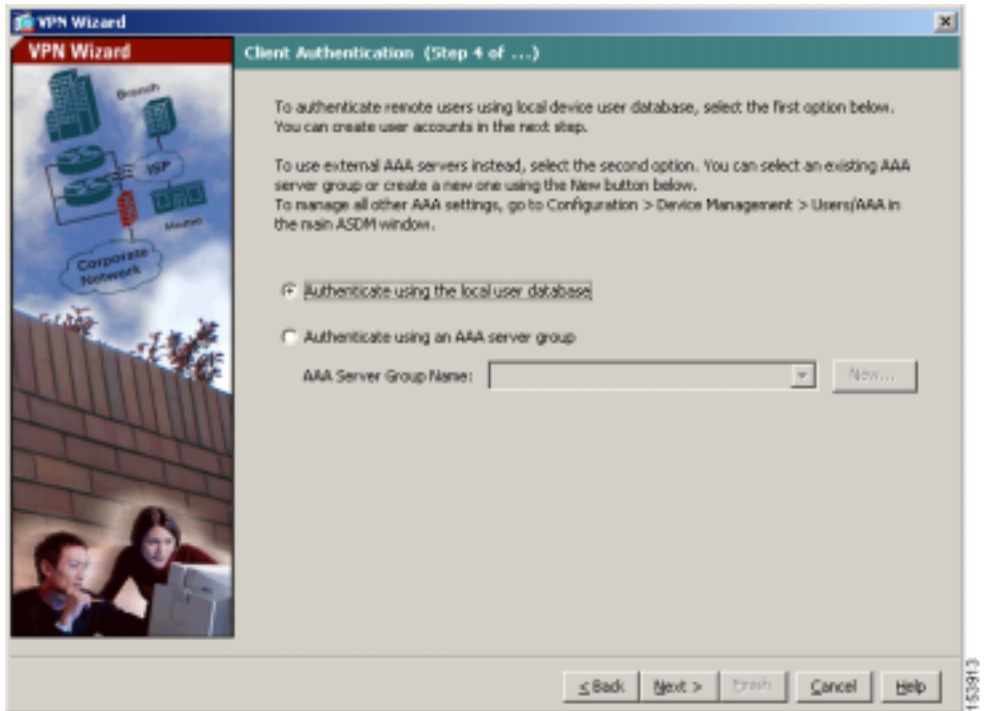 VPN Wizard
VPN Wizard
Client Authentication (Step 4 of ...)
Branch
ISP
Home
Corporate
Network
To authenticate remote users using local device user database, select the first option below.
You can create user accounts in the next step.
To use external AAA servers instead, select the second option. You can select an existing AAA
server group or create a new one using the New button below.
To manage all other AAA settings, go to Configuration > Device Management > Users/AAA in
the main ASDM window.
Authenticate using the local user database
Authenticate using an AAA server group
AAA Server Group Name:
New...
< Back
Next >
Finish
Cancel
Help
153913